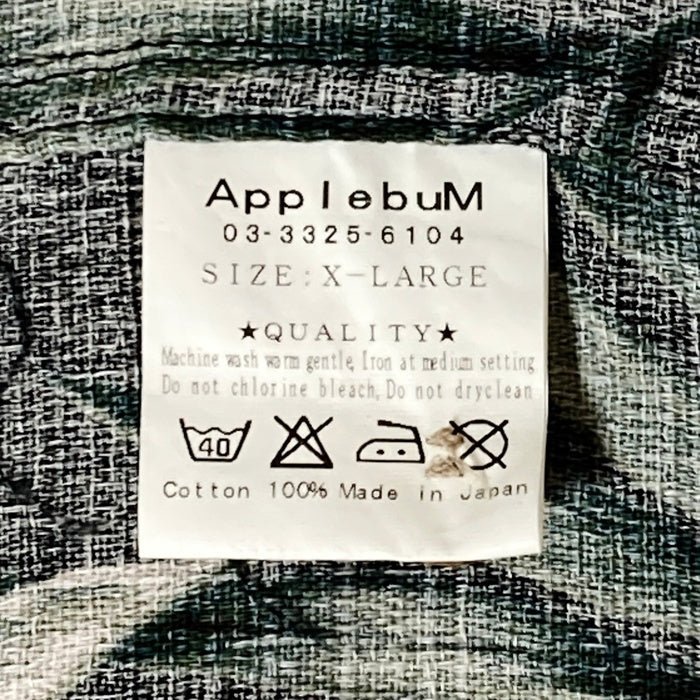 ApplebuM
03-3325-6104
SIZE:X-LARGE
★QUALITY★
Machine wash warm gentle, Iron at medium setting
Do not chlorine bleach, Do not dryclean
40
Cotton 100% Made in Japan